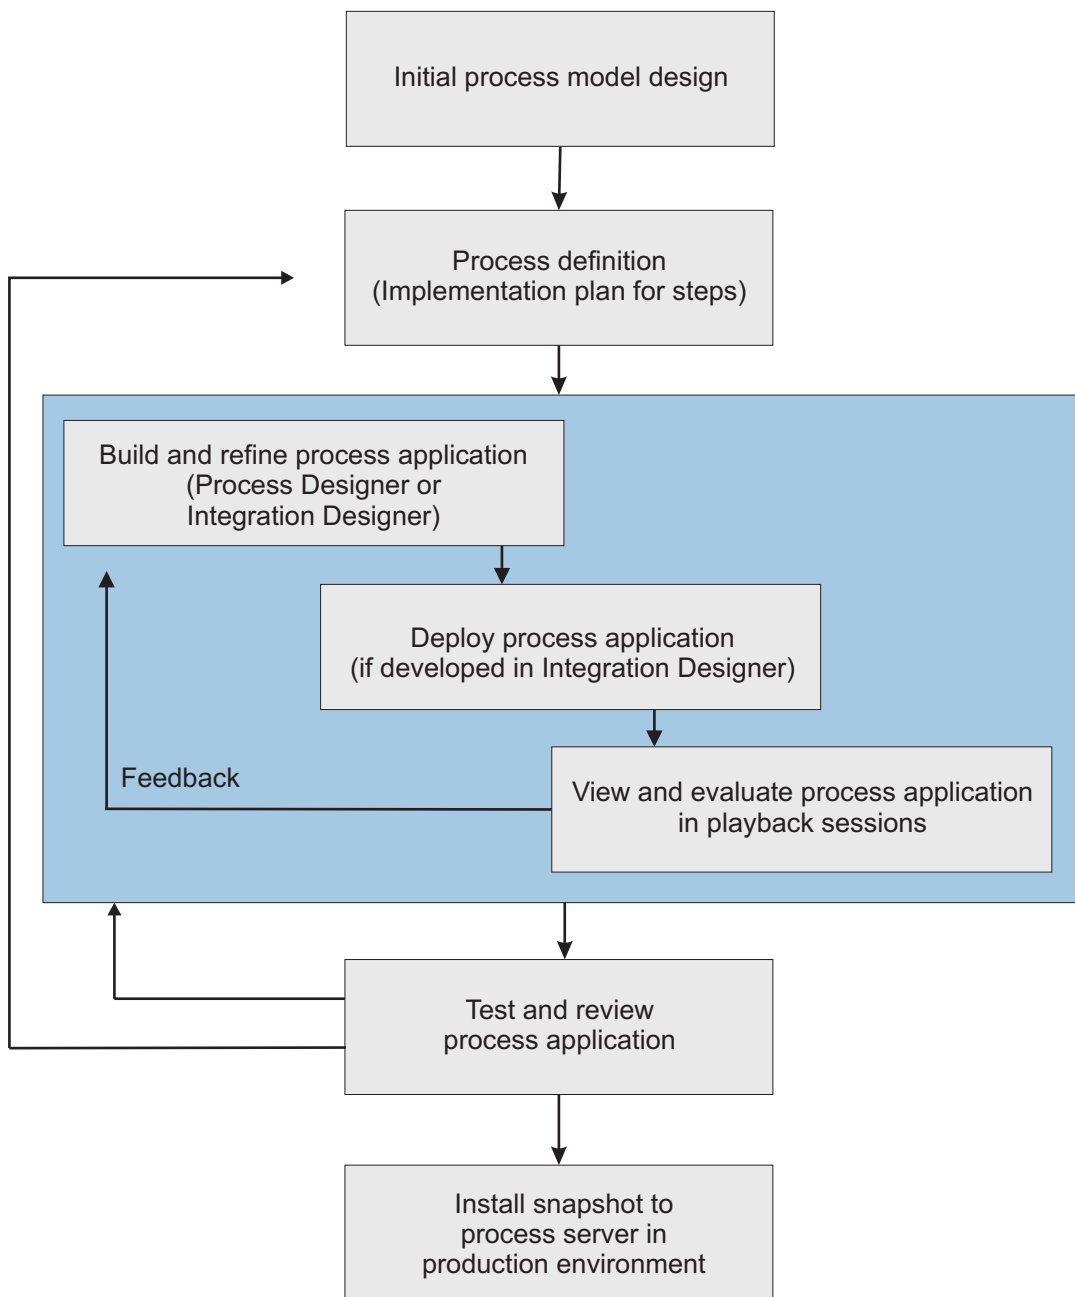 Initial process model design
Process definition
(Implementation plan for steps)
Build and refine process application
(Process Designer or
Integration Designer)
Deploy process application
(if developed in Integration Designer)
Feedback
View and evaluate process application
in playback sessions
Test and review
process application
Install snapshot to
process server in
production environment